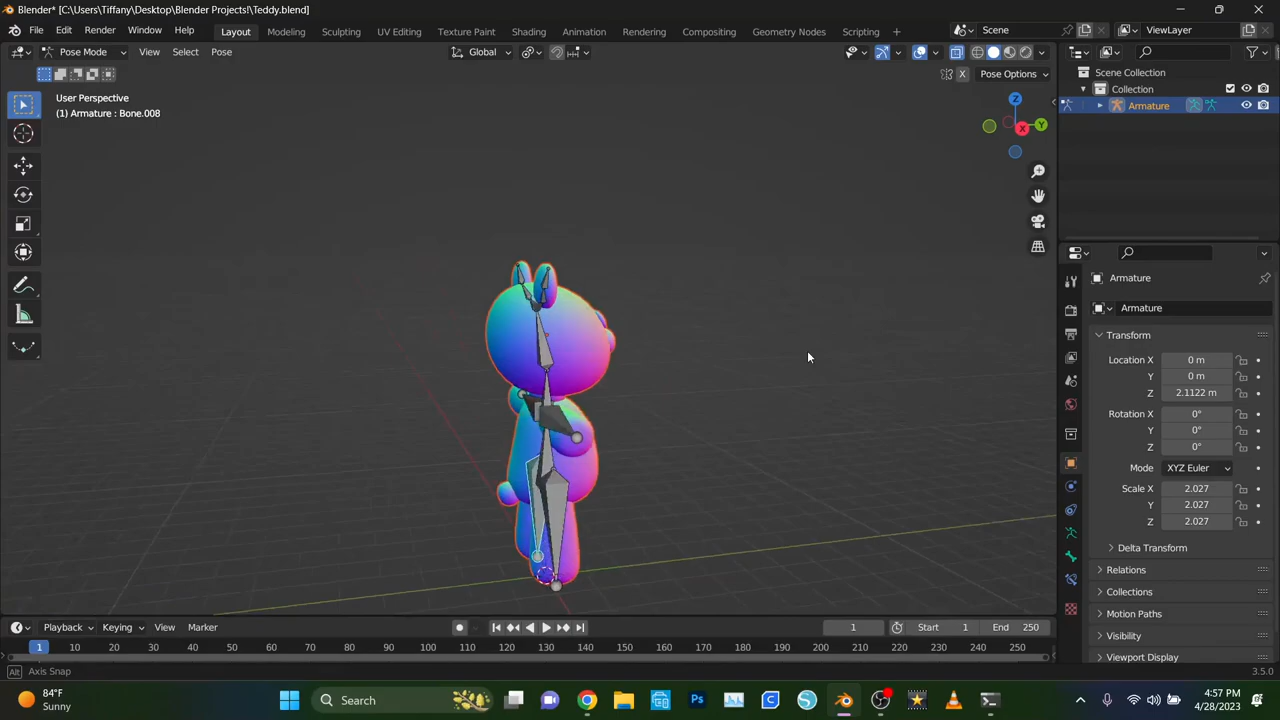 Blender* [C:\Users\Tiffany\Desktop\Blender Projects!\Teddy.blend]
File Edit Render Window Help Layout Modeling Sculpting UV Editing Texture Paint Shading Animation Rendering Compositing Geometry Nodes Scripting + Scene ViewLayer
Pose Mode View Select Pose Global
X Pose Options
Scene Collection
Collection
Armature
User Perspective
(1) Armature : Bone.008
Z
Y
X
Armature
Armature
Transform
Location X 0 m
Y 0 m
Z 2.1122 m
Rotation X 0°
Y 0°
Z 0°
Mode XYZ Euler
Scale X 2.027
Y 2.027
Z 2.027
Delta Transform
Relations
Collections
Motion Paths
Visibility
Viewport Display
Playback Keying View Marker 1 Start 1 End 250
1 10 20 30 40 50 60 70 80 90 100 110 120 130 140 150 160 170 180 190 200 210 220 230 240 250
Alt Axis Snap 3.5.0
84°F
Sunny
Search
Ps
C
4:57 PM
4/28/2023